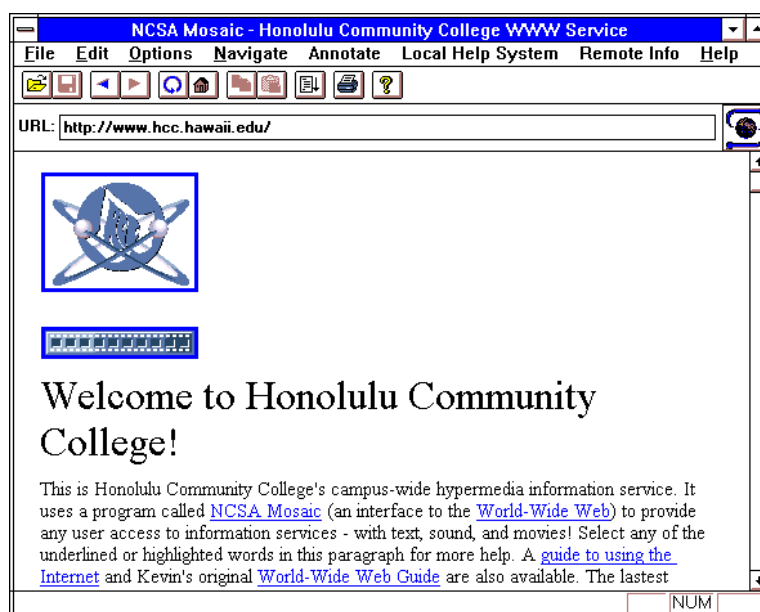 NCSA Mosaic - Honolulu Community College WWW Service
File Edit Options Navigate Annotate Local Help System Remote Info Help
URL: http://www.hcc.hawaii.edu/
Welcome to Honolulu Community
College!
This is Honolulu Community College's campus-wide hypermedia information service. It
uses a program called NCSA Mosaic (an interface to the World-Wide Web) to provide
any user access to information services - with text, sound, and movies! Select any of the
underlined or highlighted words in this paragraph for more help. A guide to using the
Internet and Kevin's original World-Wide Web Guide are also available. The lastest
NUM